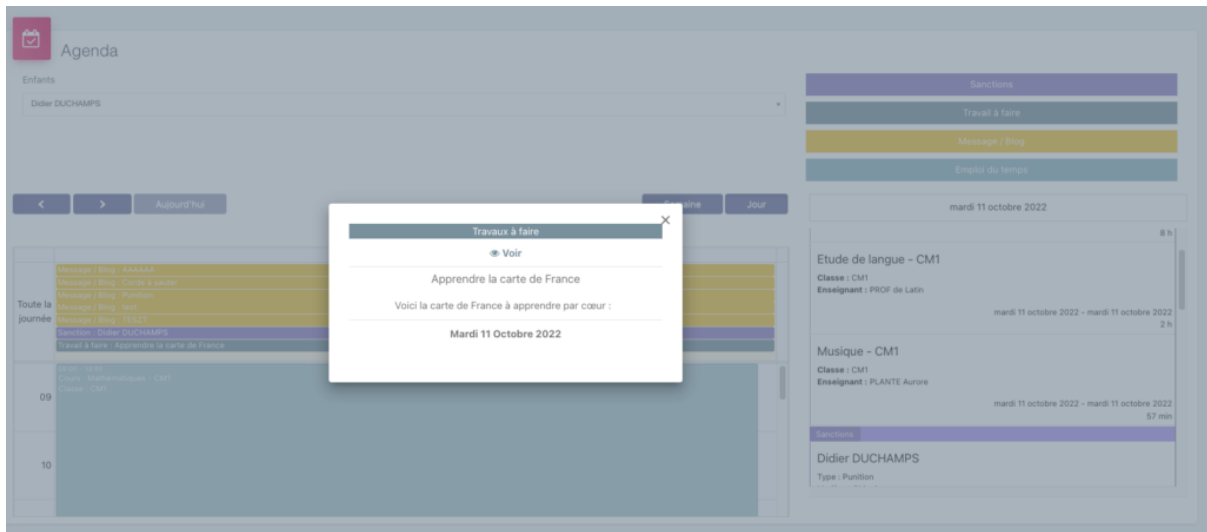 Agenda
Enfants
Didier DUCHAMPS
Sanctions
Travail à faire
Message / Blog
Emploi du temps
Aujourd'hui
Semaine
Jour
mardi 11 octobre 2022
Travaux à faire
Voir
Apprendre la carte de France
Voici la carte de France à apprendre par cœur :
Mardi 11 Octobre 2022
Toute la
journée
Message / Blog : AAAAAA
Message / Blog :
Message / Blog : Punition
Message / Blog :
Message / Blog :
Sanction : Didier DUCHAMPS
Travail à faire : Apprendre la carte de France
Cours : Mathématiques - CM1
Classe : CM1
09
10
8 h
Etude de langue - CM1
Classe : CM1
Enseignant : PROF de Latin
mardi 11 octobre 2022 - mardi 11 octobre 2022
2 h
Musique - CM1
Classe : CM1
Enseignant : PLANTE Aurore
mardi 11 octobre 2022 - mardi 11 octobre 2022
57 min
Sanctions
Didier DUCHAMPS
Type : Punition